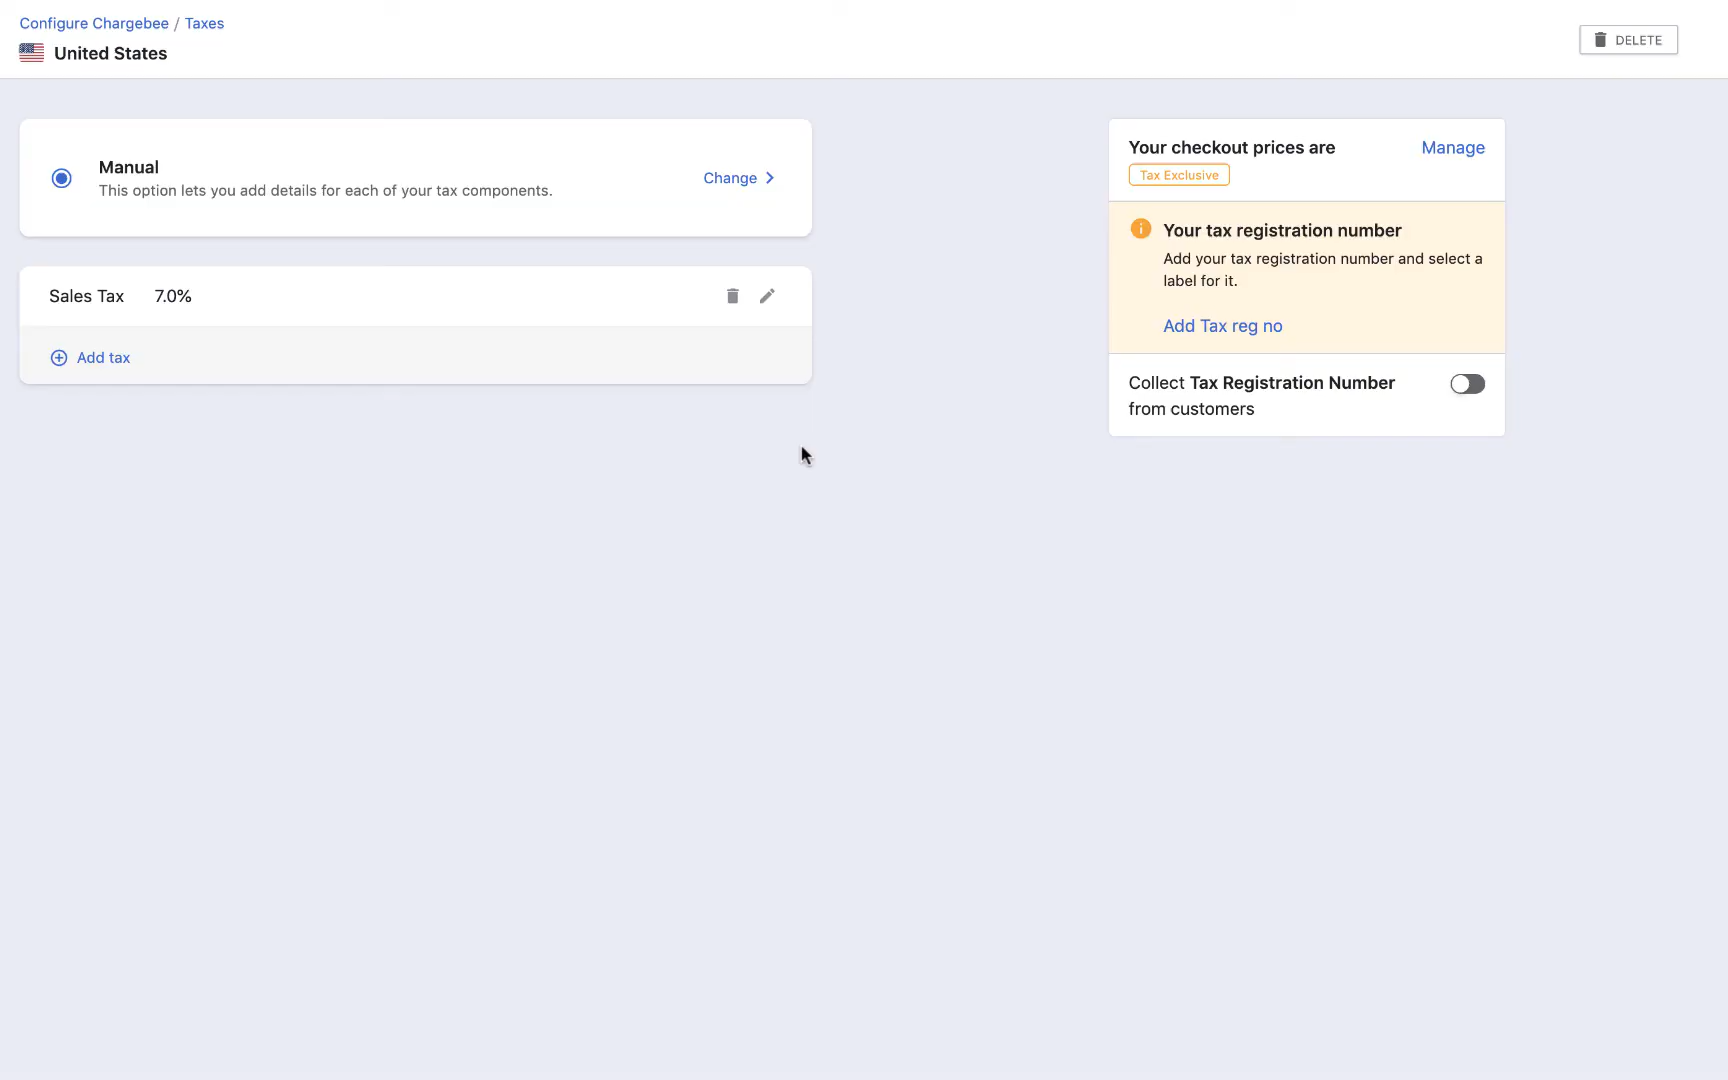 Configure Chargebee / Taxes
United States
DELETE
Manual
This option lets you add details for each of your tax components.
Change
Sales Tax 7.0%
Add tax
Your checkout prices are
Manage
Tax Exclusive
Your tax registration number
Add your tax registration number and select a
label for it.
Add Tax reg no
Collect Tax Registration Number
from customers